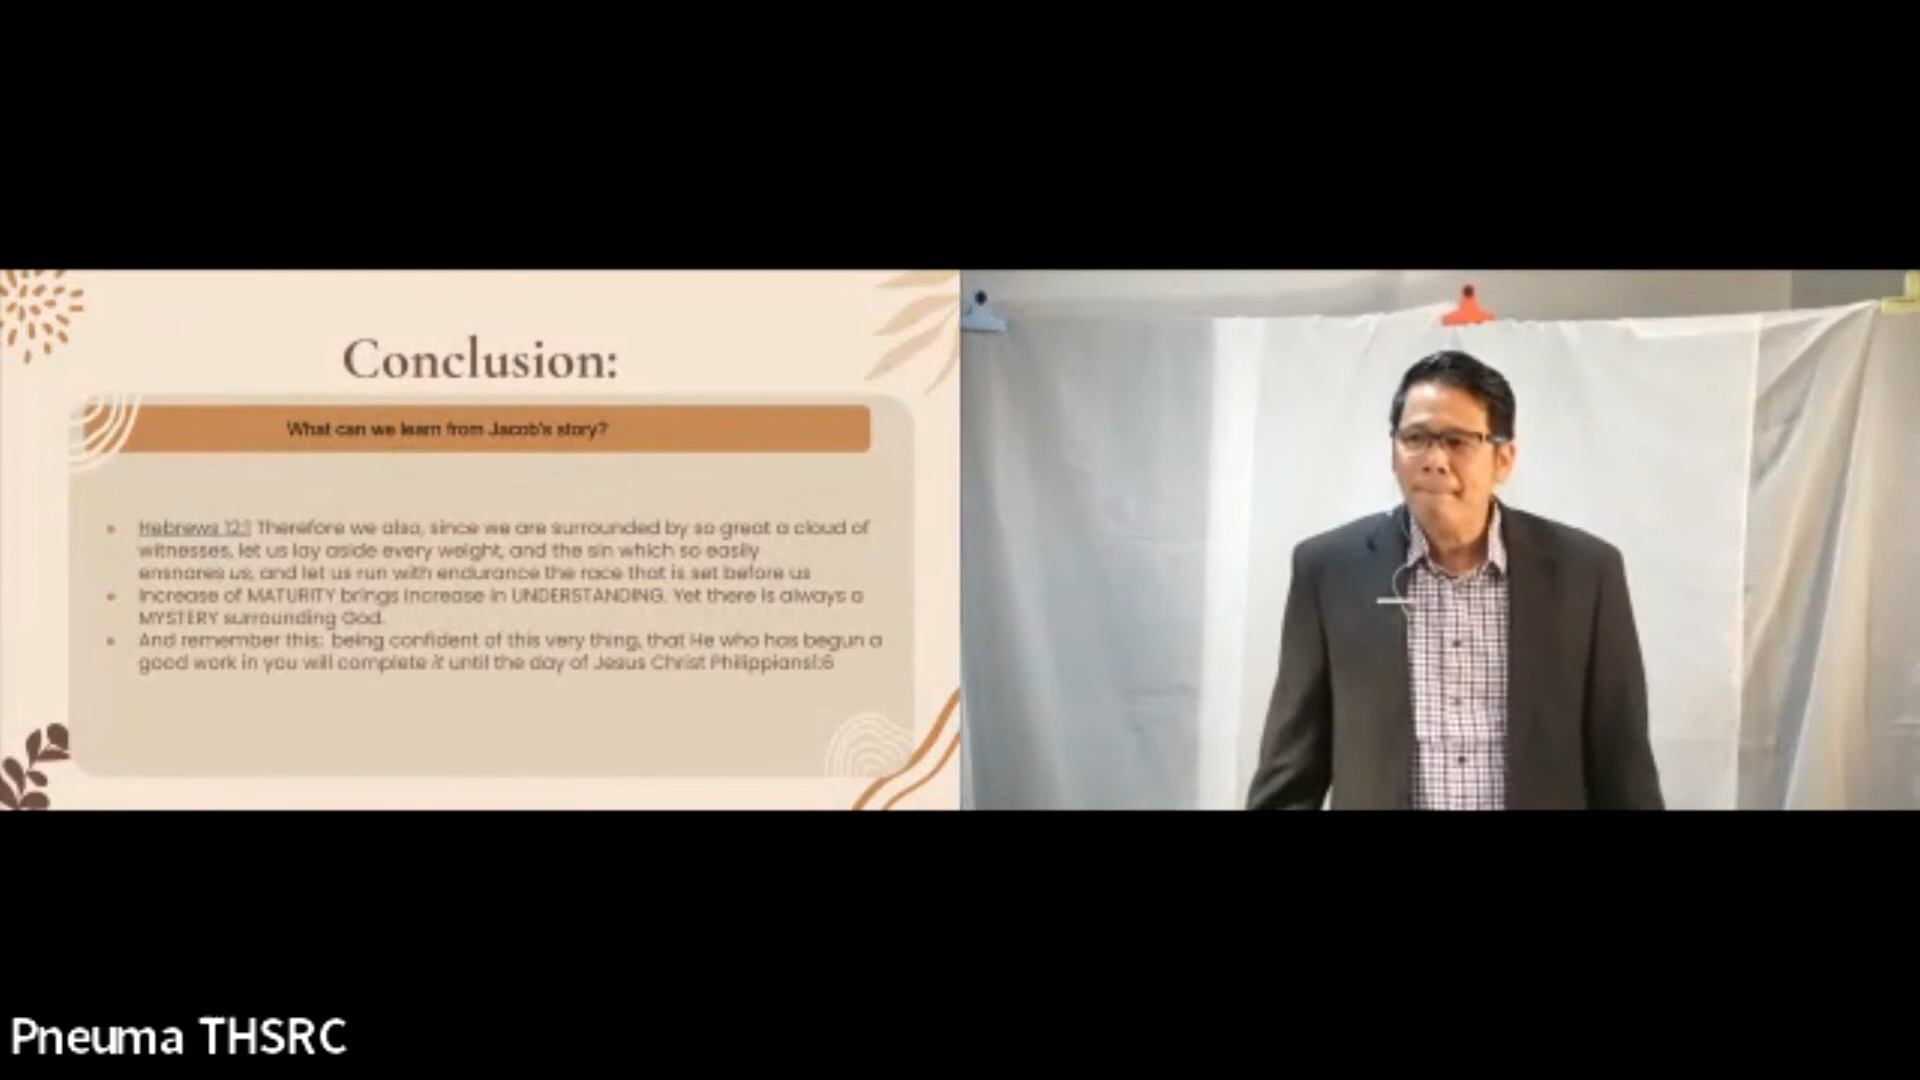 Conclusion:
What can we learn from Jacob's story?
Hebrews 12:1 Therefore we also, since we are surrounded by so great a cloud of
witnesses, let us lay aside every weight, and the sin which so easily
ensnares us, and let us run with endurance the race that is set before us
Increase of MATURITY brings increase in UNDERSTANDING. Yet there is always a
MYSTERY surrounding God.
And remember this: being confident of this very thing, that He who has begun a
good work in you will complete it until the day of Jesus Christ Philippians1:6
Pneuma THSRC